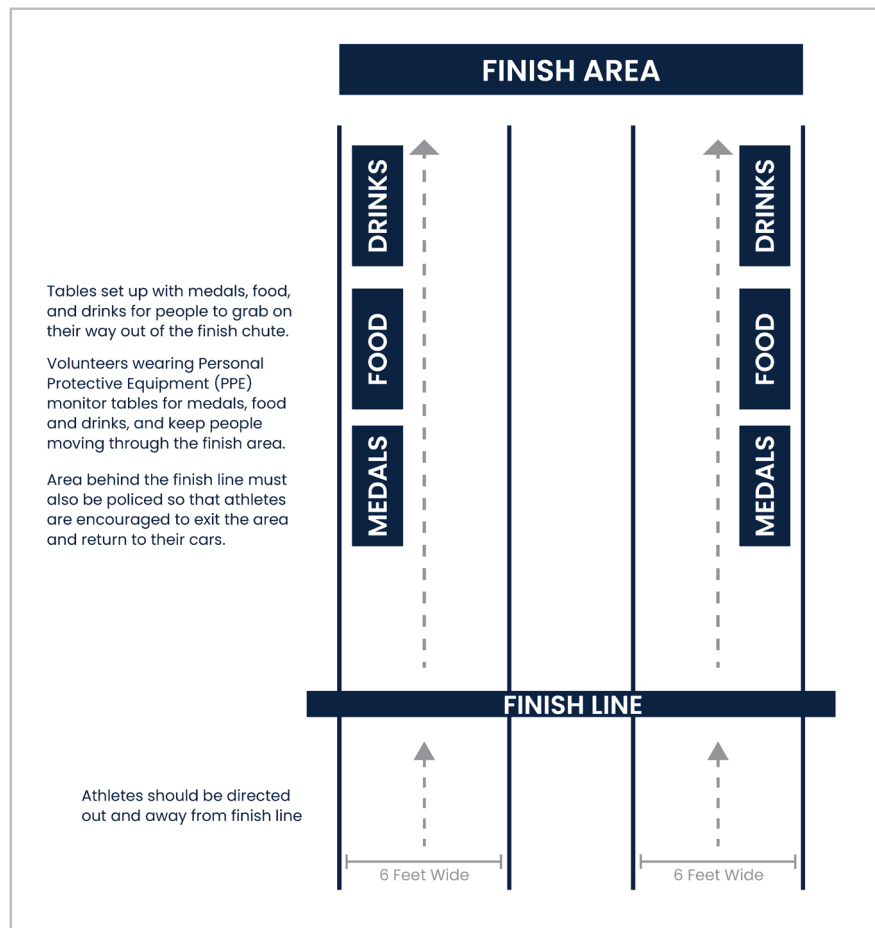 FINISH AREA
DRINKS
DRINKS
Tables set up with medals, food,
and drinks for people to grab on
their way out of the finish chute.
FOOD
FOOD
Volunteers wearing Personal
Protective Equipment (PPE)
monitor tables for medals, food
and drinks, and keep people
moving through the finish area.
MEDALS
MEDALS
Area behind the finish line must
also be policed so that athletes
are encouraged to exit the area
and return to their cars.
FINISH LINE
Athletes should be directed
out and away from finish line
6 Feet Wide
6 Feet Wide